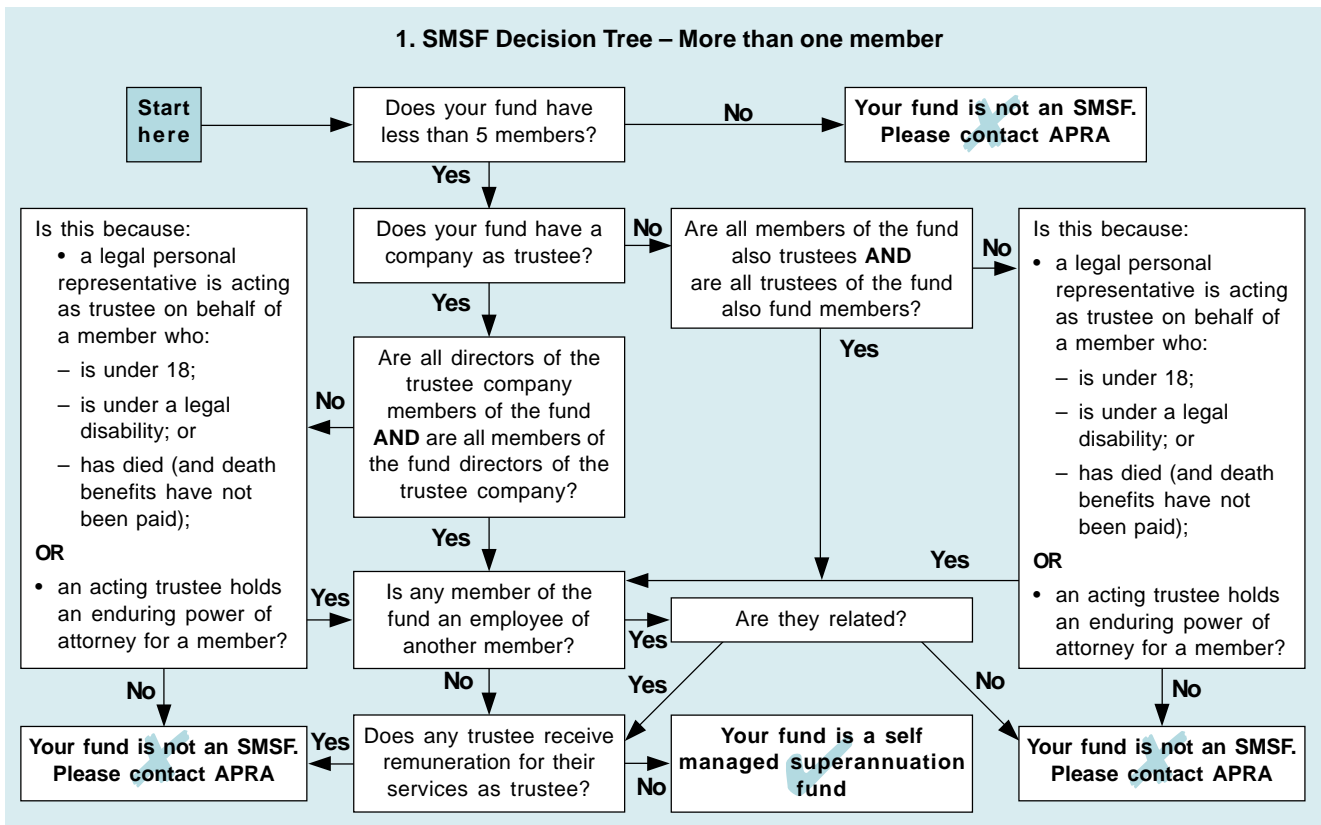 1. SMSF Decision Tree – More than one member
Start
here
Does your fund have
less than 5 members?
No
Your fund is not an SMSF.
Please contact APRA
Yes
Is this because:
• a legal personal
representative is acting
as trustee on behalf of
a member who:
– is under 18;
– is under a legal
disability; or
– has died (and death
benefits have not
been paid);
OR
• an acting trustee holds
an enduring power of
attorney for a member?
Does your fund have a
company as trustee?
No
Are all members of the fund
also trustees AND
are all trustees of the fund
also fund members?
No
Is this because:
• a legal personal
representative is acting
as trustee on behalf of
a member who:
– is under 18;
– is under a legal
disability; or
– has died (and death
benefits have not
been paid);
OR
• an acting trustee holds
an enduring power of
attorney for a member?
Yes
Yes
Are all directors of the
trustee company
members of the fund
AND are all members of
the fund directors of the
trustee company?
No
Yes
Yes
Yes
Is any member of the
fund an employee of
another member?
Yes
Are they related?
No
No
Yes
No
No
Your fund is not an SMSF.
Please contact APRA
Yes
Does any trustee receive
remuneration for their
services as trustee?
No
Your fund is a self
managed superannuation
fund
Your fund is not an SMSF.
Please contact APRA